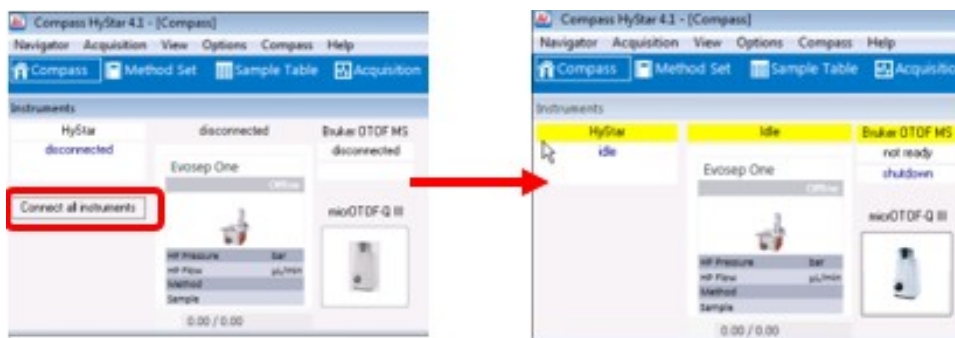 Compass HyStar 4.1 - [Compass]
Navigator Acquisition View Options Compass Help
Compass Method Set Sample Table Acquisition
Instruments
HyStar disconnected Bruker OTOF MS
disconnected disconnected
Evosep One
Offline
Connect all instruments
micrOTOF-Q III
HP Pressure bar
HP Flow µL/min
Method
Sample
0.00 / 0.00
Compass HyStar 4.1 - [Compass]
Navigator Acquisition View Options Compass Help
Compass Method Set Sample Table Acquisitio
Instruments
HyStar Idle Bruker OTOF MS
idle not ready
shutdown
Evosep One
Offline
micrOTOF-Q III
HP Pressure bar
HP Flow µL/min
Method
Sample
0.00 / 0.00